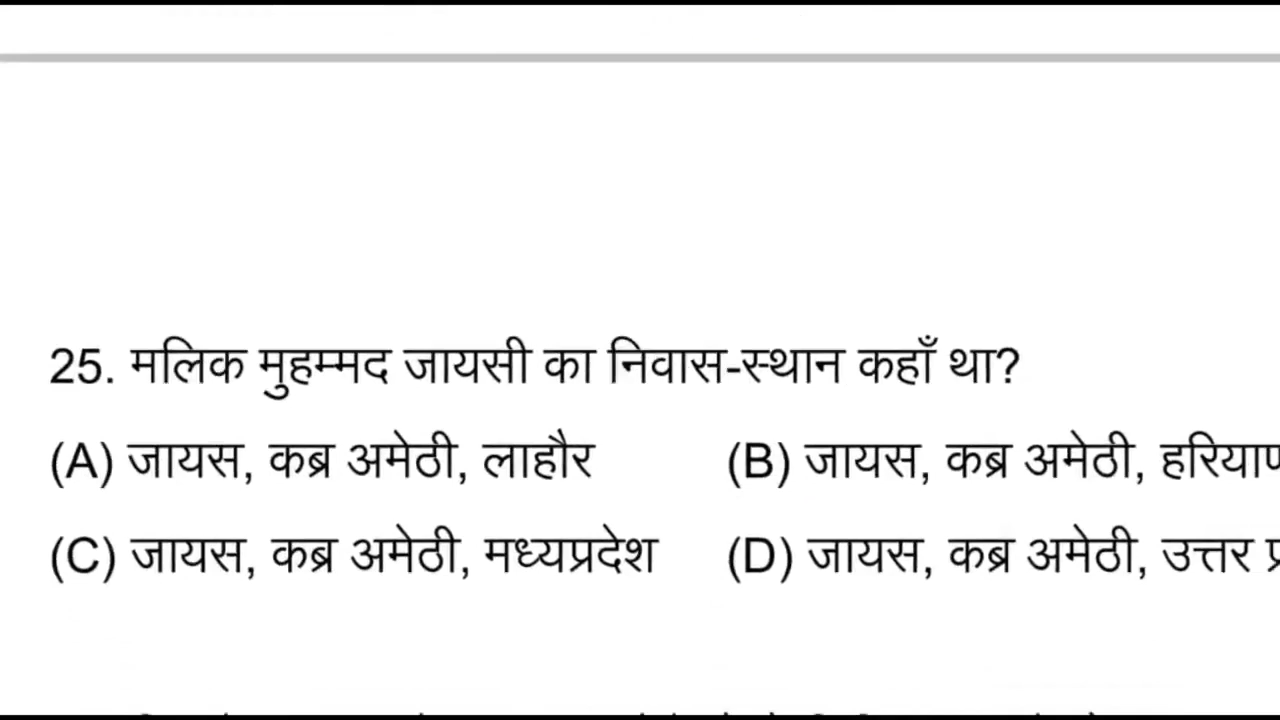 25. मलिक मुहम्मद जायसी का निवास-स्थान कहाँ था?
(A) जायस, कब्र अमेठी, लाहौर (B) जायस, कब्र अमेठी,
(C) जायस, कब्र अमेठी, मध्यप्रदेश (D) जायस, कब्र अमेठी, उत्तर